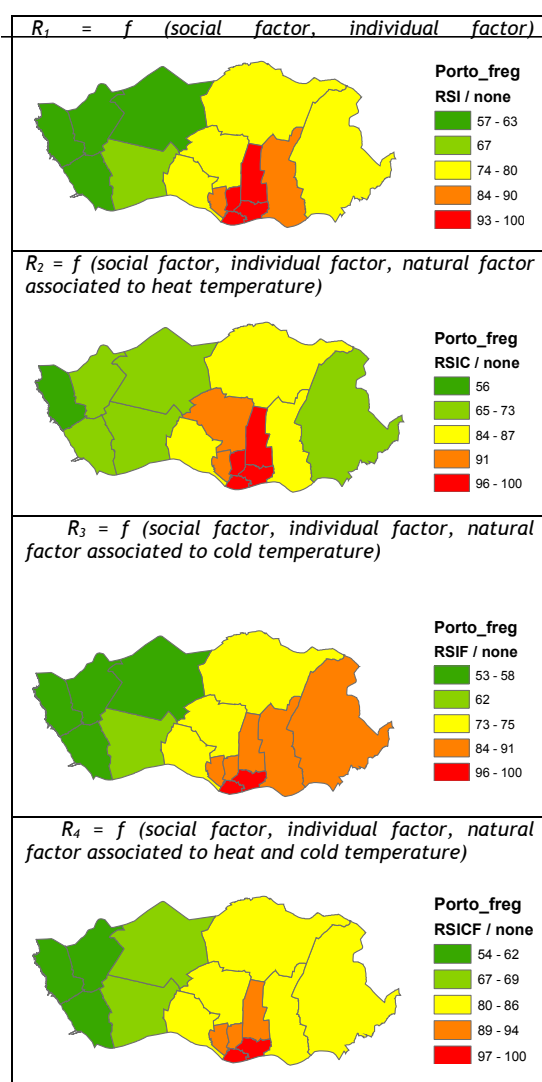 R₁ = f (social factor, individual factor)
Porto_freg
RSI / none
57 - 63
67
74 - 80
84 - 90
93 - 100
R₂ = f (social factor, individual factor, natural factor
associated to heat temperature)
Porto_freg
RSIC / none
56
65 - 73
84 - 87
91
96 - 100
R₃ = f (social factor, individual factor, natural
factor associated to cold temperature)
Porto_freg
RSIF / none
53 - 58
62
73 - 75
84 - 91
96 - 100
R₄ = f (social factor, individual factor, natural
factor associated to heat and cold temperature)
Porto_freg
RSICF / none
54 - 62
67 - 69
80 - 86
89 - 94
97 - 100